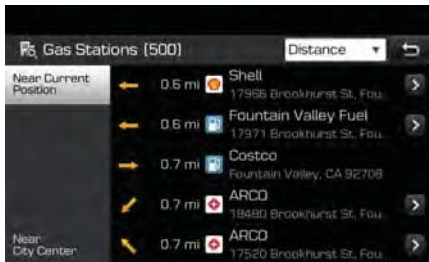 Gas Stations (500)
Distance
Near Current
Position
0.6 mi Shell
17966 Brookhurst St, Fou
0.6 mi Fountain Valley Fuel
17971 Brookhurst St, Fou
0.7 mi Costco
Fountain Valley, CA 92708
0.7 mi ARCO
18480 Brookhurst St, Fou
0.7 mi ARCO
17520 Brookhurst St, Fou
Near
City Center